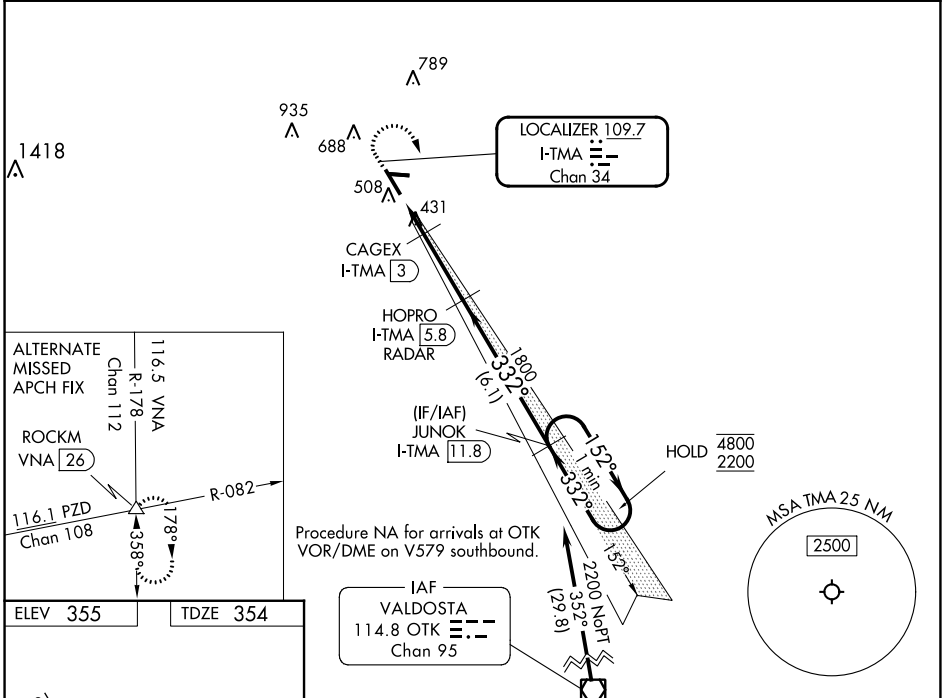 789
935
688
1418
508
431
LOCALIZER 109.7
I-TMA
Chan 34
CAGEX
I-TMA 3
HOPRO
I-TMA 5.8
RADAR
1800
332°
(6.1)
(IF/IAF)
JUNOK
I-TMA 11.8
152°
1 min
332°
HOLD 4800
2200
152°
ALTERNATE
MISSED
APCH FIX
116.5 VNA
R-178
Chan 112
ROCKM
VNA 26
R-082
116.1 PZD
Chan 108
178°
358°
Procedure NA for arrivals at OTK
VOR/DME on V579 southbound.
2200 NoPT
352°
(29.8)
IAF
VALDOSTA
114.8 OTK
Chan 95
MSA TMA 25 NM
2500
ELEV 355
TDZE 354